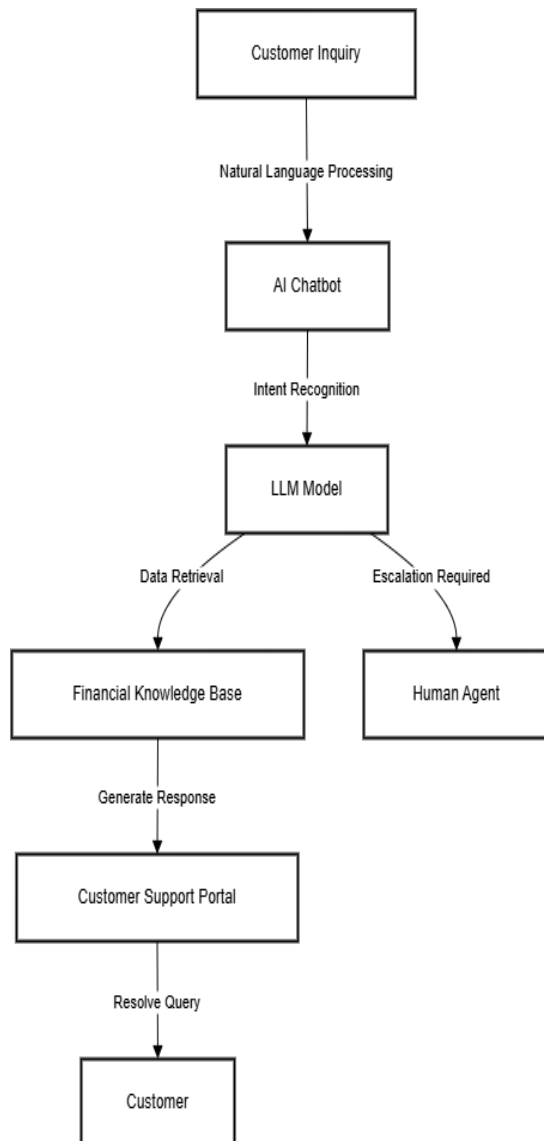 Customer Inquiry
Natural Language Processing
AI Chatbot
Intent Recognition
LLM Model
Data Retrieval
Escalation Required
Financial Knowledge Base
Human Agent
Generate Response
Customer Support Portal
Resolve Query
Customer